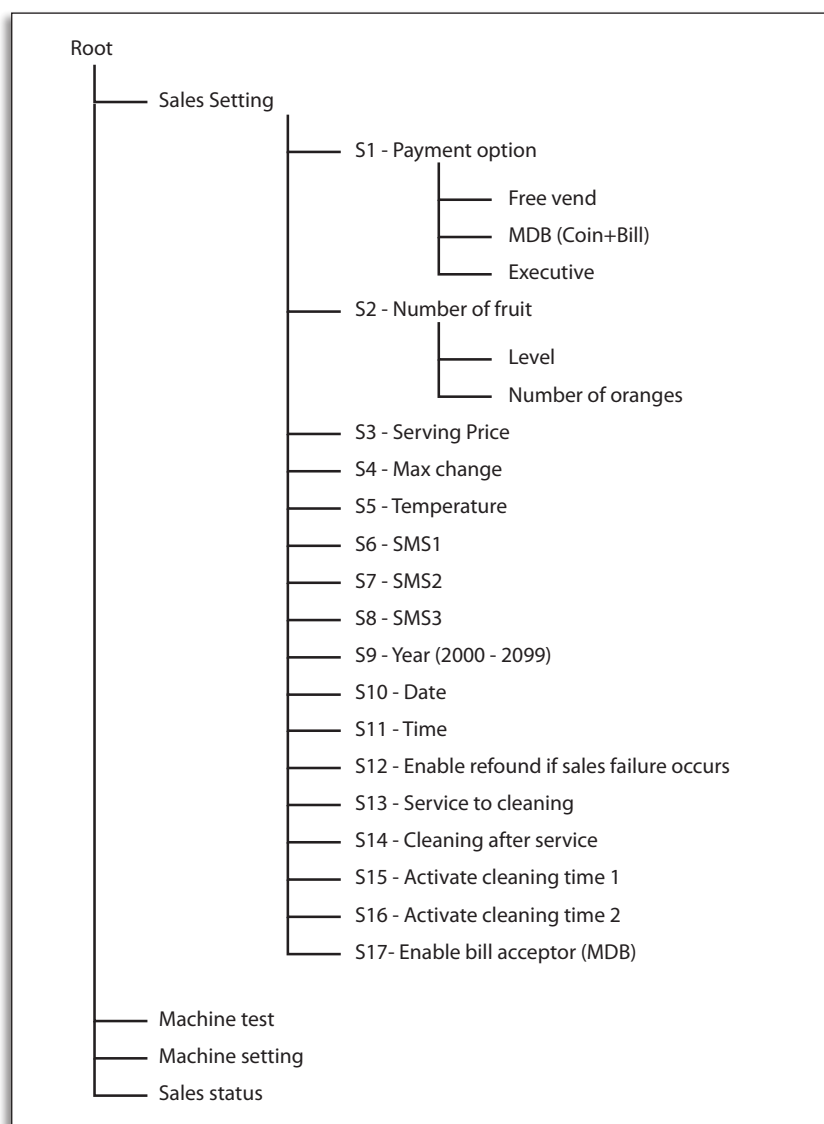 Root
Sales Setting
S1 - Payment option
Free vend
MDB (Coin+Bill)
Executive
S2 - Number of fruit
Level
Number of oranges
S3 - Serving Price
S4 - Max change
S5 - Temperature
S6 - SMS1
S7 - SMS2
S8 - SMS3
S9 - Year (2000 - 2099)
S10 - Date
S11 - Time
S12 - Enable refound if sales failure occurs
S13 - Service to cleaning
S14 - Cleaning after service
S15 - Activate cleaning time 1
S16 - Activate cleaning time 2
S17- Enable bill acceptor (MDB)
Machine test
Machine setting
Sales status